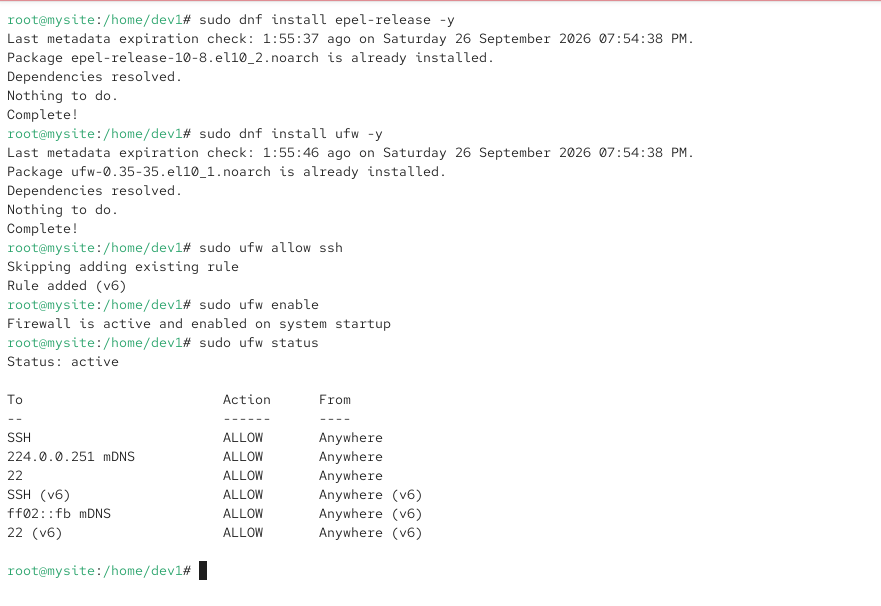 root@mysite:/home/dev1# sudo dnf install epel-release -y
Last metadata expiration check: 1:55:37 ago on Saturday 26 September 2026 07:54:38 PM.
Package epel-release-10-8.el10_2.noarch is already installed.
Dependencies resolved.
Nothing to do.
Complete!
root@mysite:/home/dev1# sudo dnf install ufw -y
Last metadata expiration check: 1:55:46 ago on Saturday 26 September 2026 07:54:38 PM.
Package ufw-0.35-35.el10_1.noarch is already installed.
Dependencies resolved.
Nothing to do.
Complete!
root@mysite:/home/dev1# sudo ufw allow ssh
Skipping adding existing rule
Rule added (v6)
root@mysite:/home/dev1# sudo ufw enable
Firewall is active and enabled on system startup
root@mysite:/home/dev1# sudo ufw status
Status: active

To                         Action      From
--                         ------      ----
SSH                        ALLOW       Anywhere
224.0.0.251 mDNS           ALLOW       Anywhere
22                         ALLOW       Anywhere
SSH (v6)                   ALLOW       Anywhere (v6)
ff02::fb mDNS              ALLOW       Anywhere (v6)
22 (v6)                    ALLOW       Anywhere (v6)

root@mysite:/home/dev1#